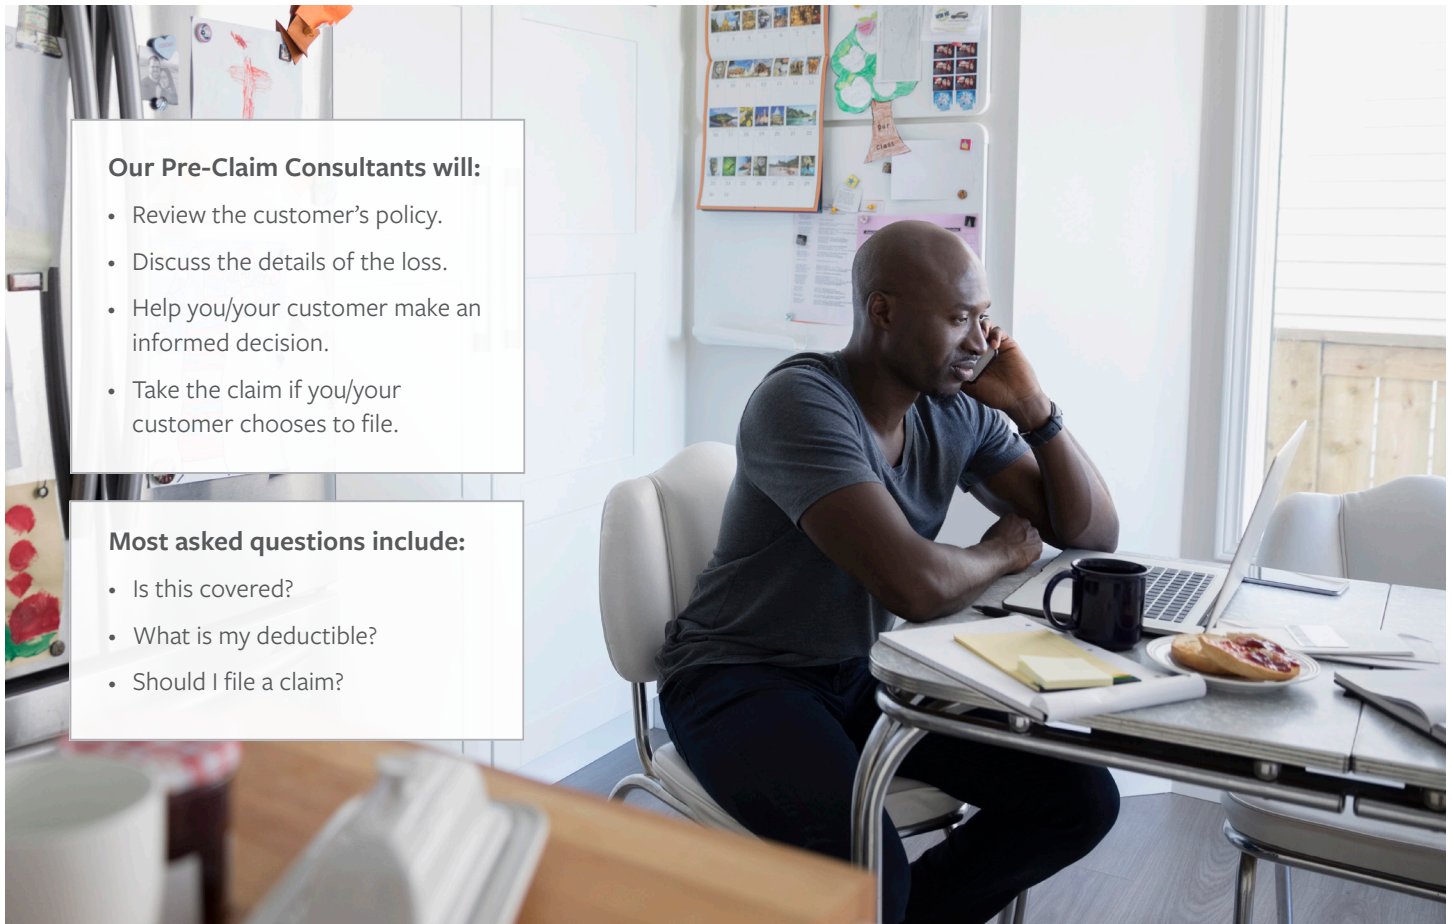 Our Pre-Claim Consultants will:
• Review the customer’s policy.
• Discuss the details of the loss.
• Help you/your customer make an
informed decision.
• Take the claim if you/your
customer chooses to file.
Most asked questions include:
• Is this covered?
• What is my deductible?
• Should I file a claim?
our
Class